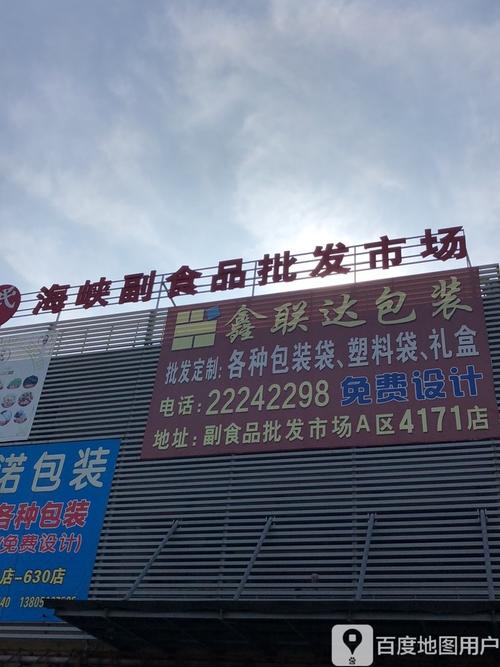 海峡副食品批发市场
鑫联达包装
批发定制:各种包装袋、塑料袋、礼盒
电话:22242298 免费设计
地址:副食品批发市场A区4171店
诺包装
各种包装
(免费设计)
店-630店
百度地图用户